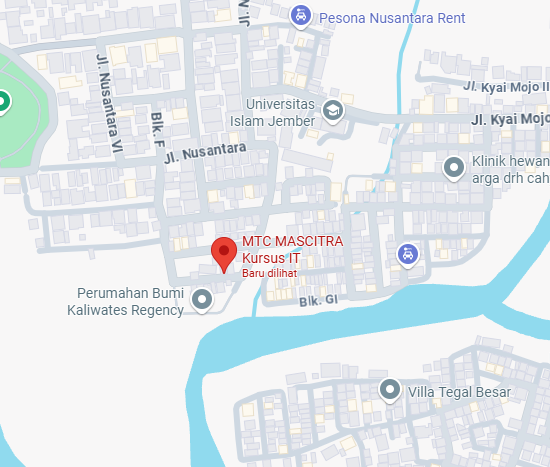 Pesona Nusantara Rent
Jl. N
Jl. Nusantara VI
Jl. Kyai Mojo II
Universitas
Islam Jember
Blk. F
Jl. Kyai Mojo
Jl. Nusantara
Klinik hewan
arga drh cah
MTC MASCITRA
Kursus IT
Baru dilihat
Perumahan Bumi
Kaliwates Regency
Blk. GI
Villa Tegal Besar